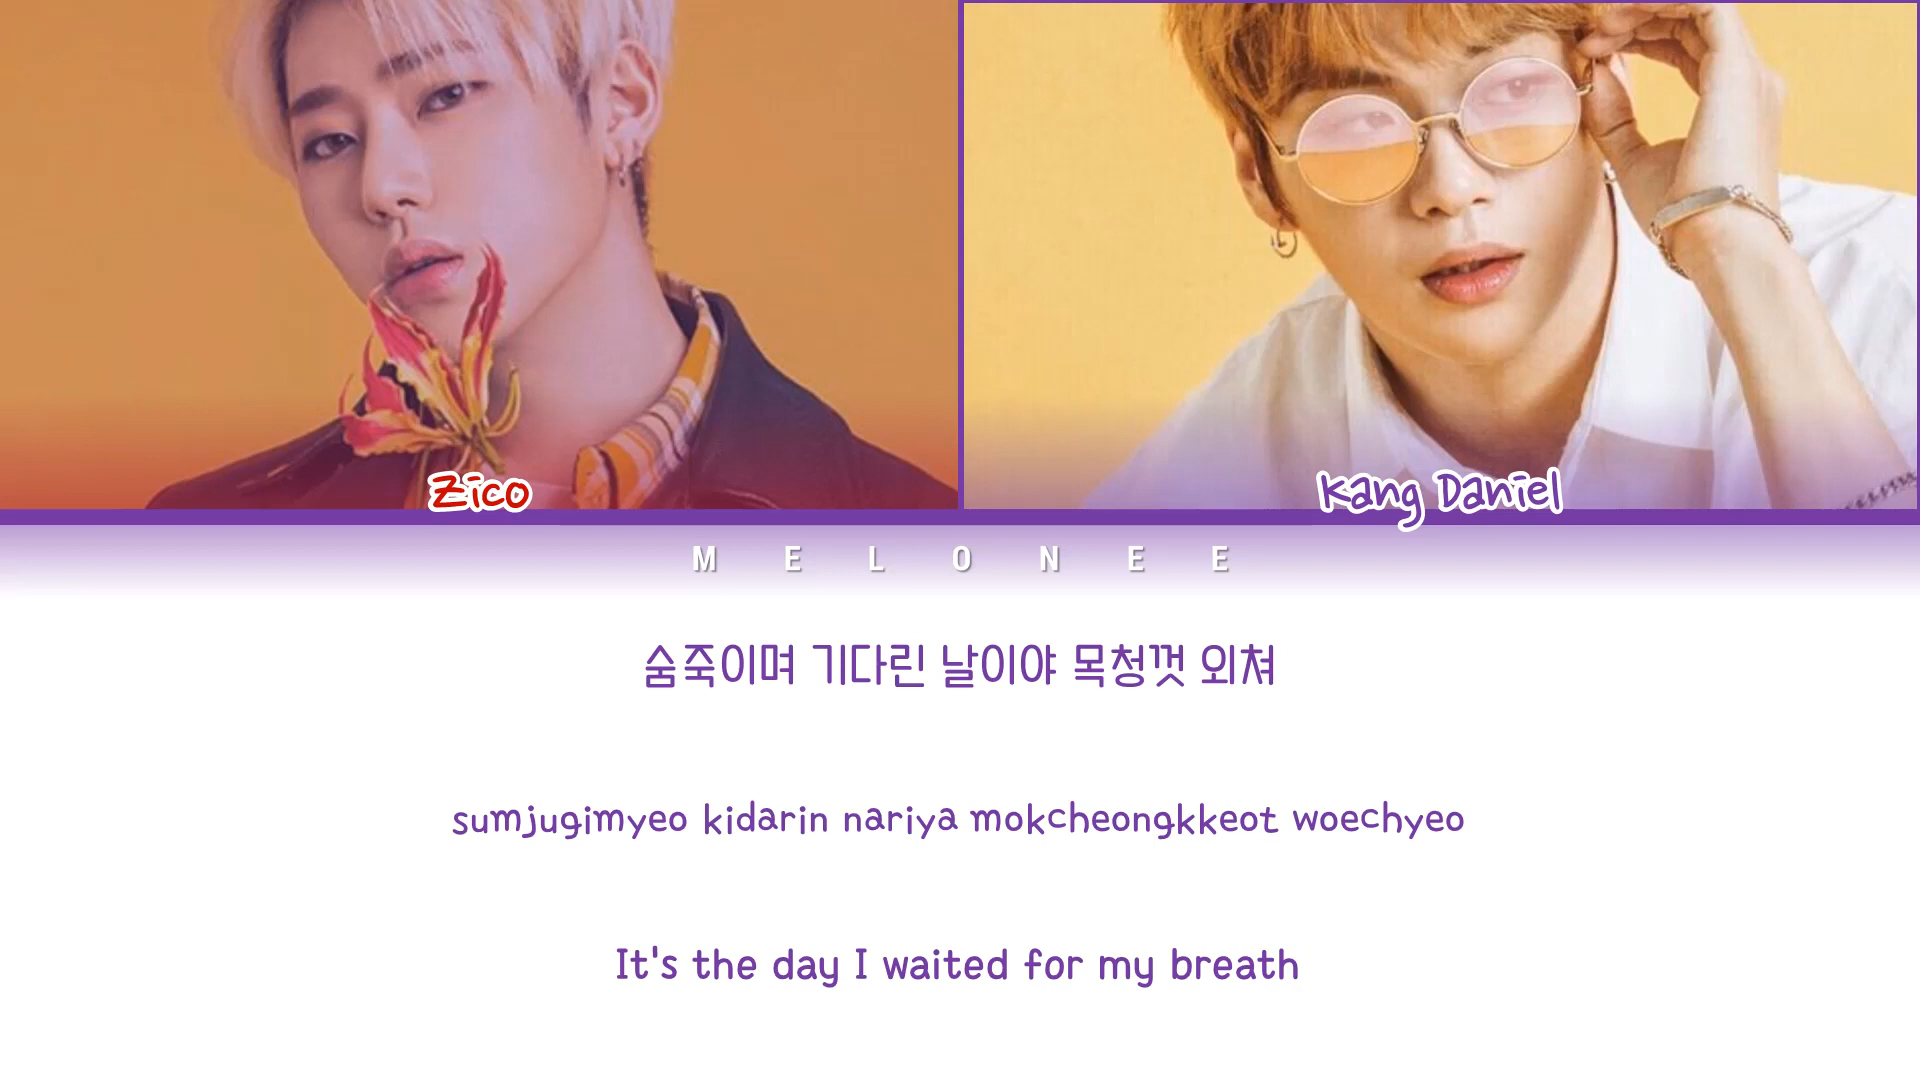 Zico
Kang Daniel
MELONEE
숨죽이며 기다린 날이야 목청껏 외쳐
sumjugimyeo kidarin nariya mokcheongkkeot woechyeo
It's the day I waited for my breath